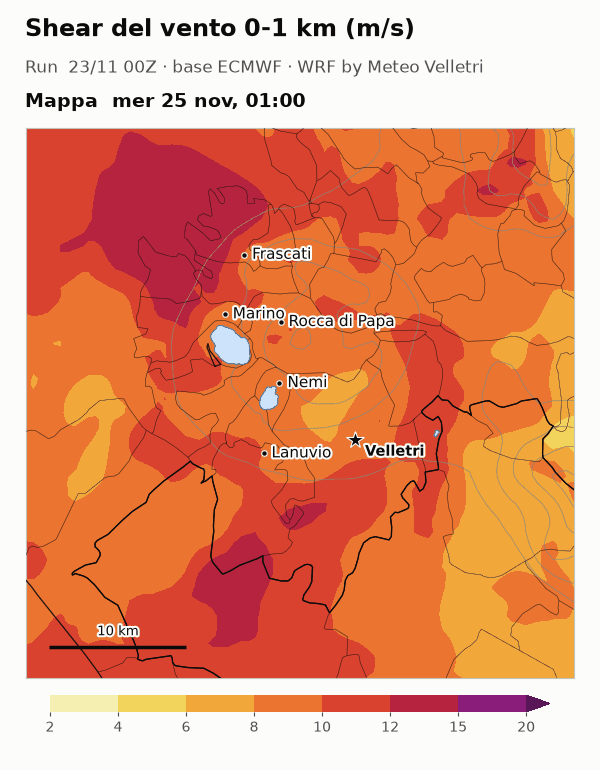 Shear del vento 0-1 km (m/s)
Run  23/11 00Z · base ECMWF · WRF by Meteo Velletri
Mappa  mer 25 nov, 01:00
Frascati
Marino
Rocca di Papa
Nemi
Velletri
Lanuvio
10 km
2 4 6 8 10 12 15 20